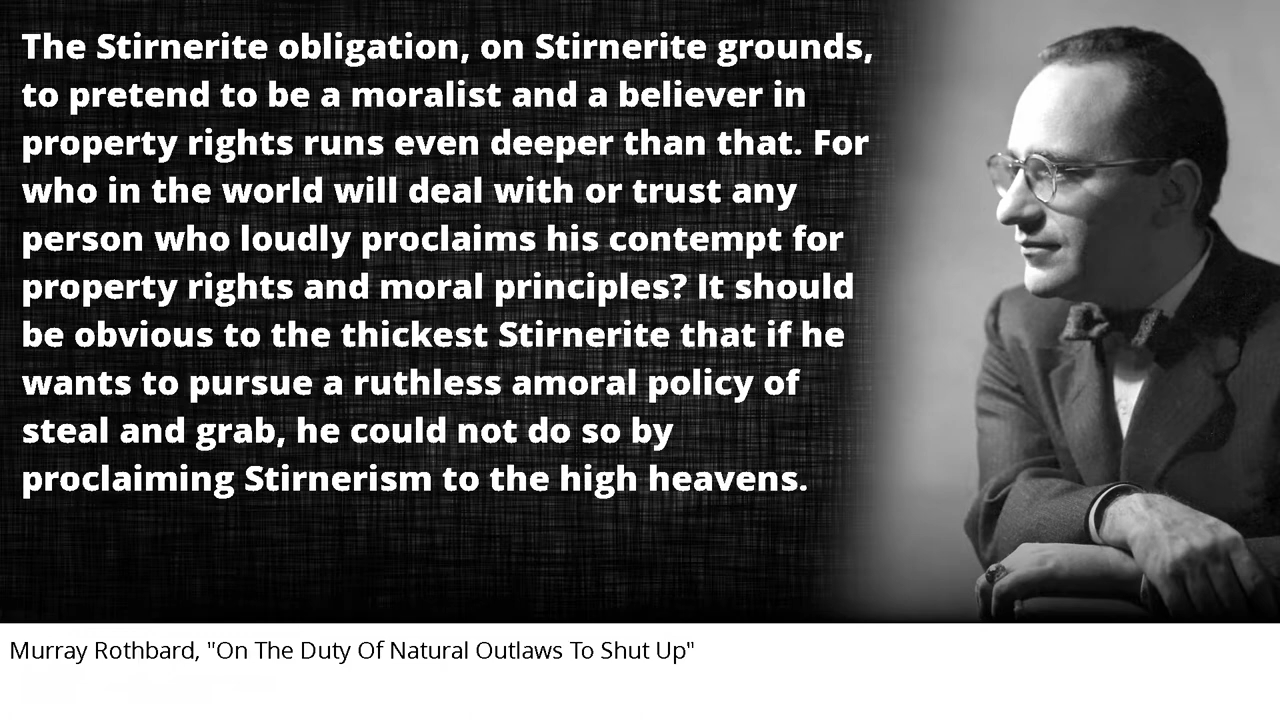 The Stirnerite obligation, on Stirnerite grounds,
to pretend to be a moralist and a believer in
property rights runs even deeper than that. For
who in the world will deal with or trust any
person who loudly proclaims his contempt for
property rights and moral principles? It should
be obvious to the thickest Stirnerite that if he
wants to pursue a ruthless amoral policy of
steal and grab, he could not do so by
proclaiming Stirnerism to the high heavens.
Murray Rothbard, "On The Duty Of Natural Outlaws To Shut Up"